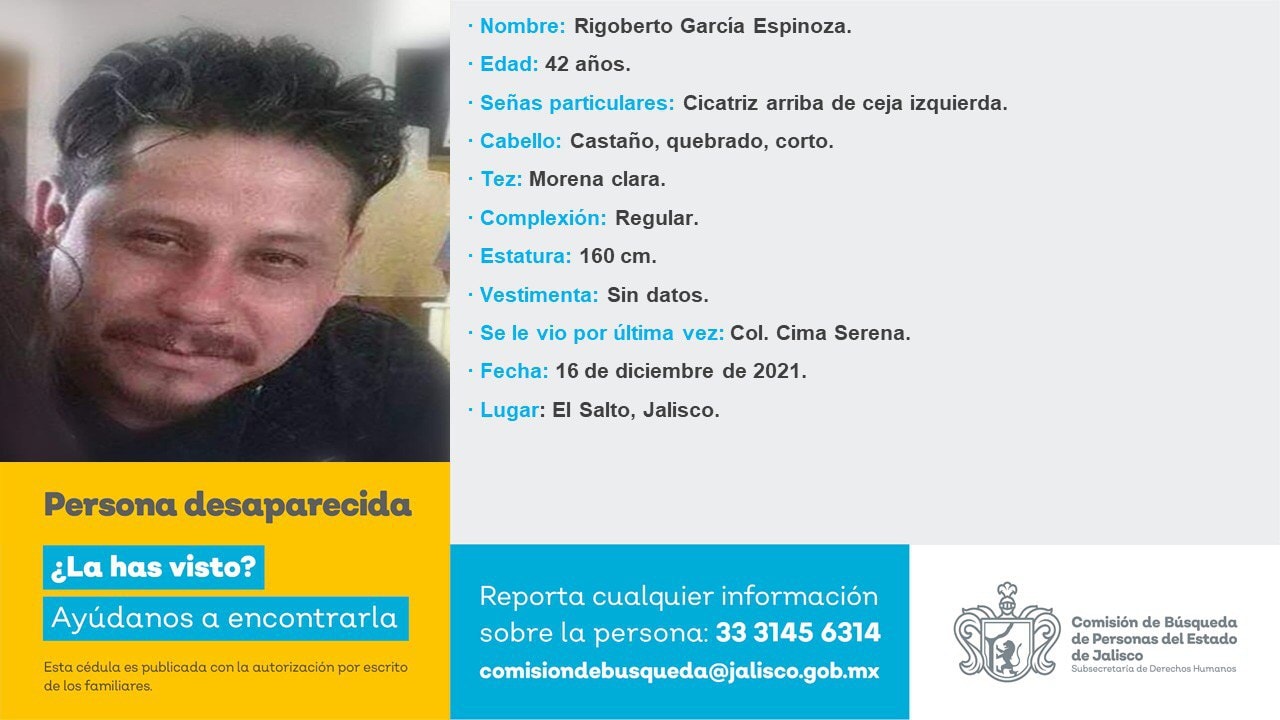 · Nombre: Rigoberto García Espinoza.
· Edad: 42 años.
· Señas particulares: Cicatriz arriba de ceja izquierda.
· Cabello: Castaño, quebrado, corto.
· Tez: Morena clara.
· Complexión: Regular.
· Estatura: 160 cm.
· Vestimenta: Sin datos.
· Se le vio por última vez: Col. Cima Serena.
· Fecha: 16 de diciembre de 2021.
· Lugar: El Salto, Jalisco.
Persona desaparecida
¿La has visto?
Ayúdanos a encontrarla
Esta cédula es publicada con la autorización por escrito
de los familiares.
Reporta cualquier información
sobre la persona: 33 3145 6314
comisiondebusqueda@jalisco.gob.mx
Comisión de Búsqueda
de Personas del Estado
de Jalisco
Subsecretaría de Derechos Humanos